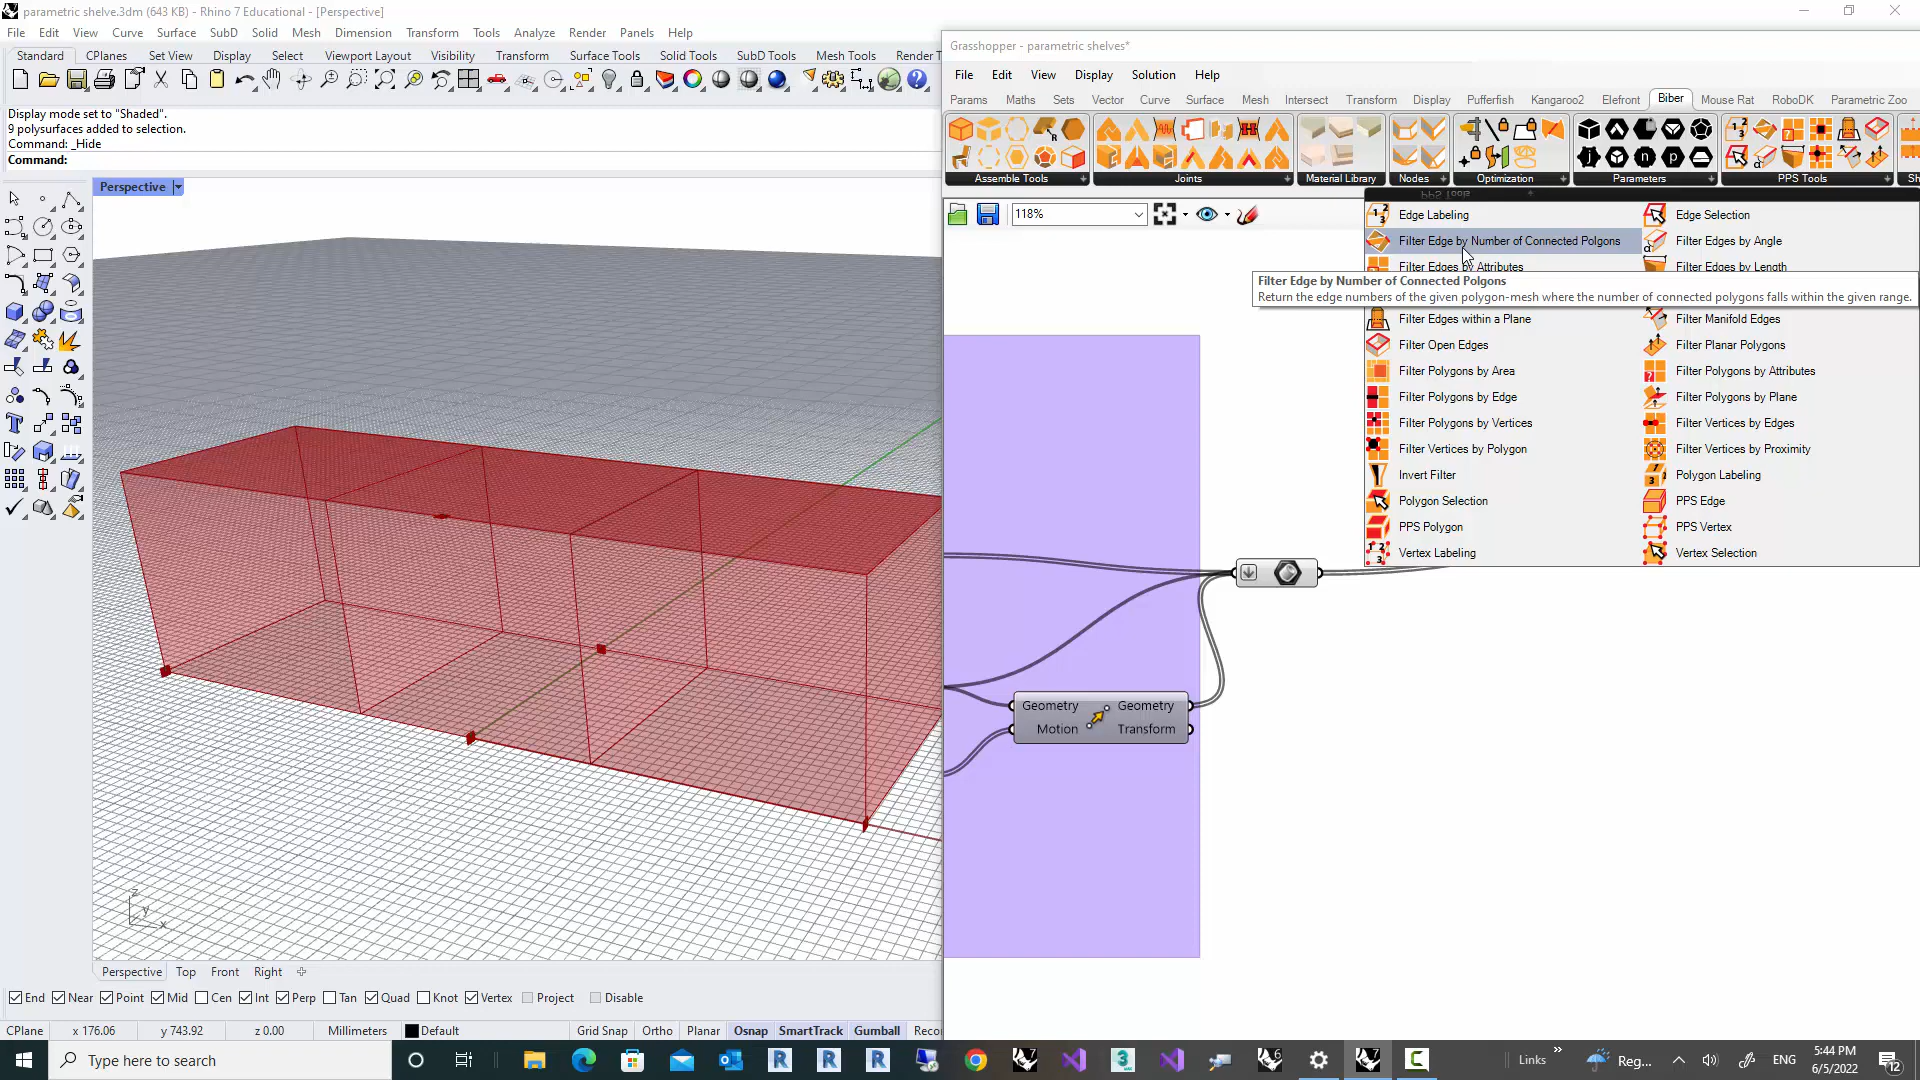 parametric shelve.3dm (643 KB) - Rhino 7 Educational - [Perspective]
File Edit View Curve Surface SubD Solid Mesh Dimension Transform Tools Analyze Render Panels Help
Standard CPlanes Set View Display Select Viewport Layout Visibility Transform Surface Tools Solid Tools SubD Tools Mesh Tools Render T
Display mode set to "Shaded".
9 polysurfaces added to selection.
Command: _Hide
Command:
Perspective
z
y
x
Perspective Top Front Right
End Near Point Mid Cen Int Perp Tan Quad Knot Vertex Project Disable
CPlane x 176.06 y 743.92 z 0.00 Millimeters Default Grid Snap Ortho Planar Osnap SmartTrack Gumball Recor
Grasshopper - parametric shelves*
File Edit View Display Solution Help
Params Maths Sets Vector Curve Surface Mesh Intersect Transform Display Pufferfish Kangaroo2 Elefront Biber Mouse Rat RoboDK Parametric Zoo
Assemble Tools Joints Material Library Nodes Optimization Parameters PPS Tools Sh
118%
PPS Tools
Edge Labeling Edge Selection
Filter Edge by Number of Connected Polgons Filter Edges by Angle
Filter Edges by Attributes Filter Edges by Length
Filter Edge by Number of Connected Polgons
Return the edge numbers of the given polygon-mesh where the number of connected polygons falls within the given range.
Filter Edges within a Plane Filter Manifold Edges
Filter Open Edges Filter Planar Polygons
Filter Polygons by Area Filter Polygons by Attributes
Filter Polygons by Edge Filter Polygons by Plane
Filter Polygons by Vertices Filter Vertices by Edges
Filter Vertices by Polygon Filter Vertices by Proximity
Invert Filter Polygon Labeling
Polygon Selection PPS Edge
PPS Polygon PPS Vertex
Vertex Labeling Vertex Selection
Geometry Geometry
Motion Transform
Type here to search
Links
Reg...
ENG
5:44 PM
6/5/2022
12